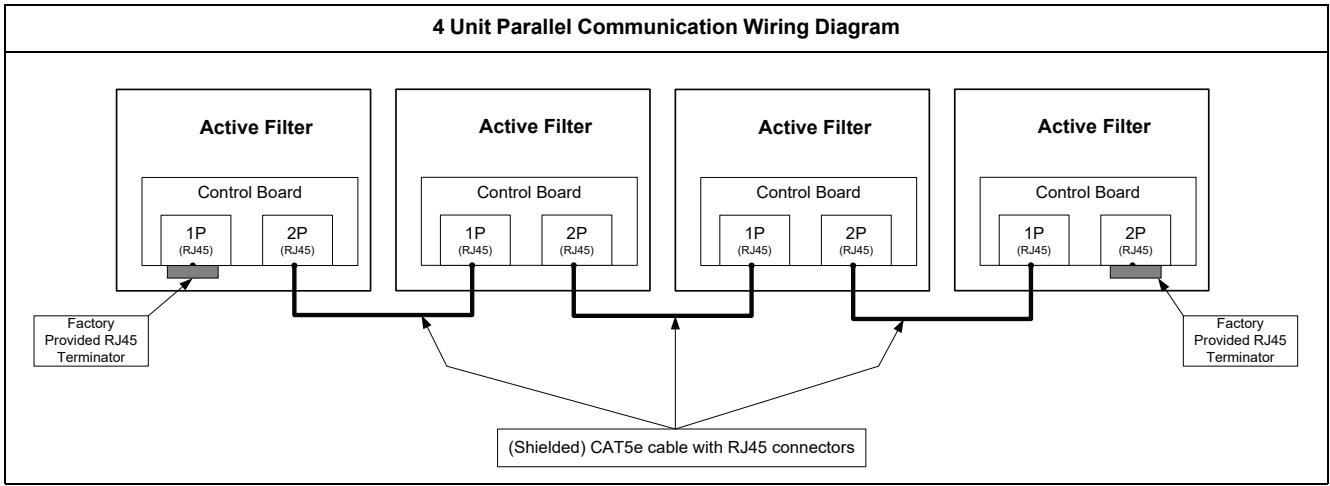 4 Unit Parallel Communication Wiring Diagram
Active Filter
Control Board
1P
(RJ45)
2P
(RJ45)
Active Filter
Control Board
1P
(RJ45)
2P
(RJ45)
Active Filter
Control Board
1P
(RJ45)
2P
(RJ45)
Active Filter
Control Board
1P
(RJ45)
2P
(RJ45)
Factory
Provided RJ45
Terminator
Factory
Provided RJ45
Terminator
(Shielded) CAT5e cable with RJ45 connectors